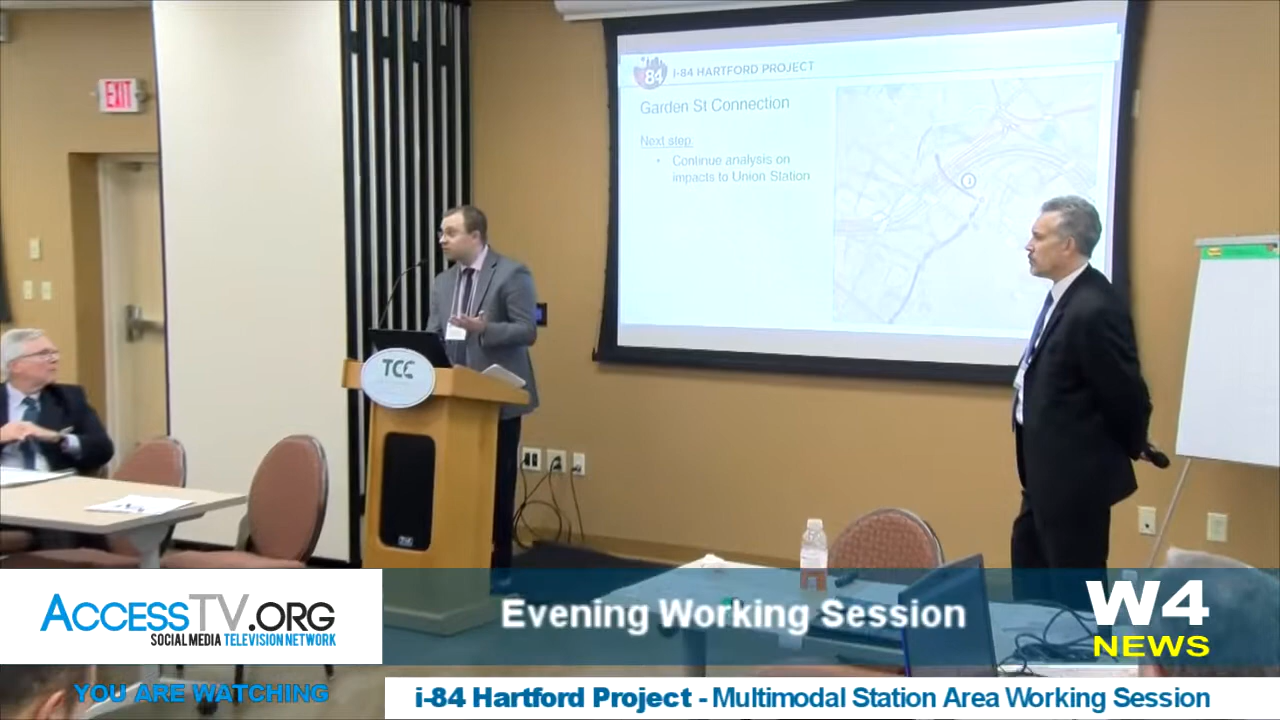 EXIT
84
I-84 HARTFORD PROJECT
Garden St Connection
Next step
• Continue analysis on
impacts to Union Station
TCC
ACCESSTV.ORG
SOCIAL MEDIA TELEVISION NETWORK
YOU ARE WATCHING
Evening Working Session
W4
NEWS
i-84 Hartford Project - Multimodal Station Area Working Session